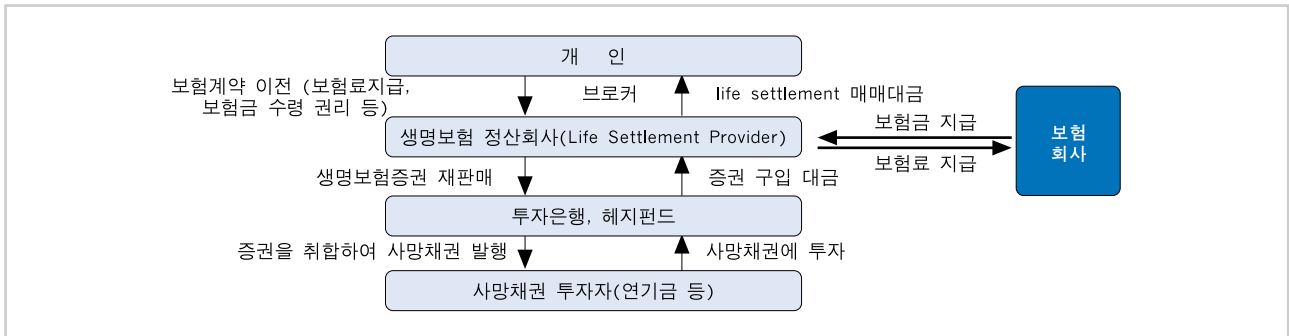 개 인
보험계약 이전 (보험료지급,
보험금 수령 권리 등)
브로커
life settlement 매매대금
생명보험 정산회사(Life Settlement Provider)
보험금 지급
보험료 지급
보험
회사
생명보험증권 재판매
증권 구입 대금
투자은행, 헤지펀드
증권을 취합하여 사망채권 발행
사망채권에 투자
사망채권 투자자(연기금 등)